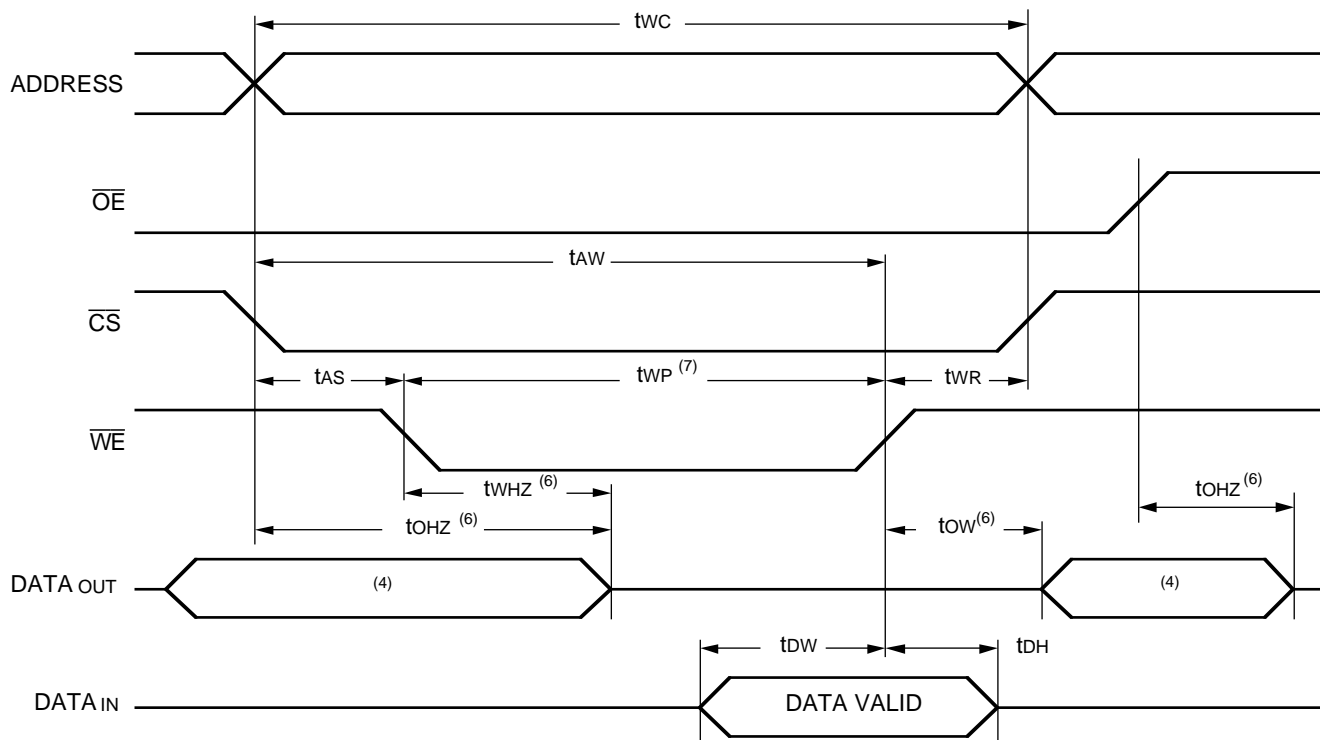 tWC
ADDRESS
OE
tAW
CS
tAS
tWP (7)
tWR
WE
tWHZ (6)
tOHZ (6)
tOHZ (6)
tOW(6)
DATA OUT
(4)
(4)
tDW
tDH
DATA IN
DATA VALID